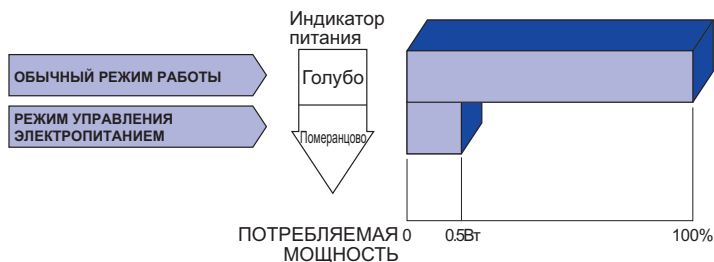 Индикатор
питания
ОБЫЧНЫЙ РЕЖИМ РАБОТЫ
Голубо
РЕЖИМ УПРАВЛЕНИЯ
ЭЛЕКТРОПИТАНИЕМ
Померанцово
ПОТРЕБЛЯЕМАЯ
МОЩНОСТЬ
0 0.5Вт 100%